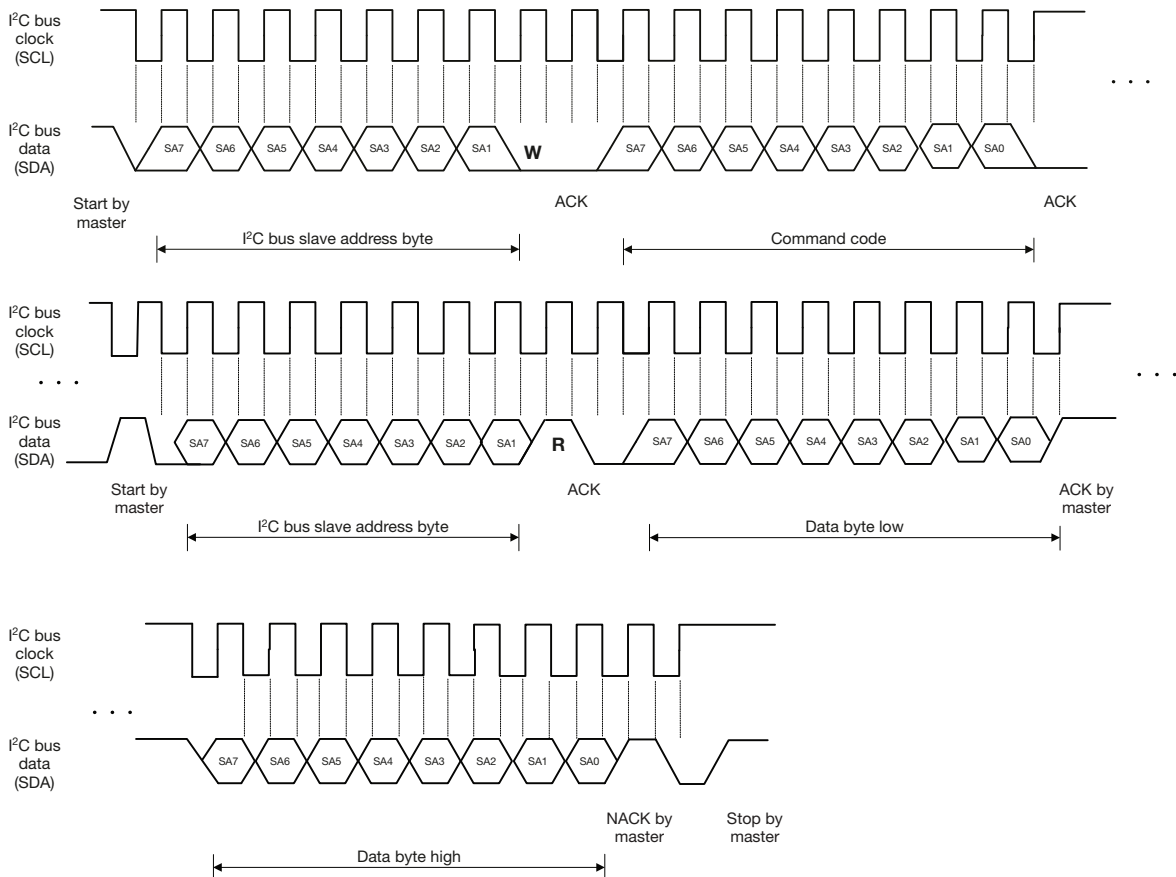 I²C bus
clock
(SCL)
. . .
I²C bus
data
(SDA)
SA7 SA6 SA5 SA4 SA3 SA2 SA1 W SA7 SA6 SA5 SA4 SA3 SA2 SA1 SA0
Start by
master
ACK
ACK
I²C bus slave address byte
Command code
I²C bus
clock
(SCL)
. . .
. . .
I²C bus
data
(SDA)
SA7 SA6 SA5 SA4 SA3 SA2 SA1 R SA7 SA6 SA5 SA4 SA3 SA2 SA1 SA0
Start by
master
ACK
ACK by
master
I²C bus slave address byte
Data byte low
I²C bus
clock
(SCL)
. . .
I²C bus
data
(SDA)
SA7 SA6 SA5 SA4 SA3 SA2 SA1 SA0
NACK by
master
Stop by
master
Data byte high